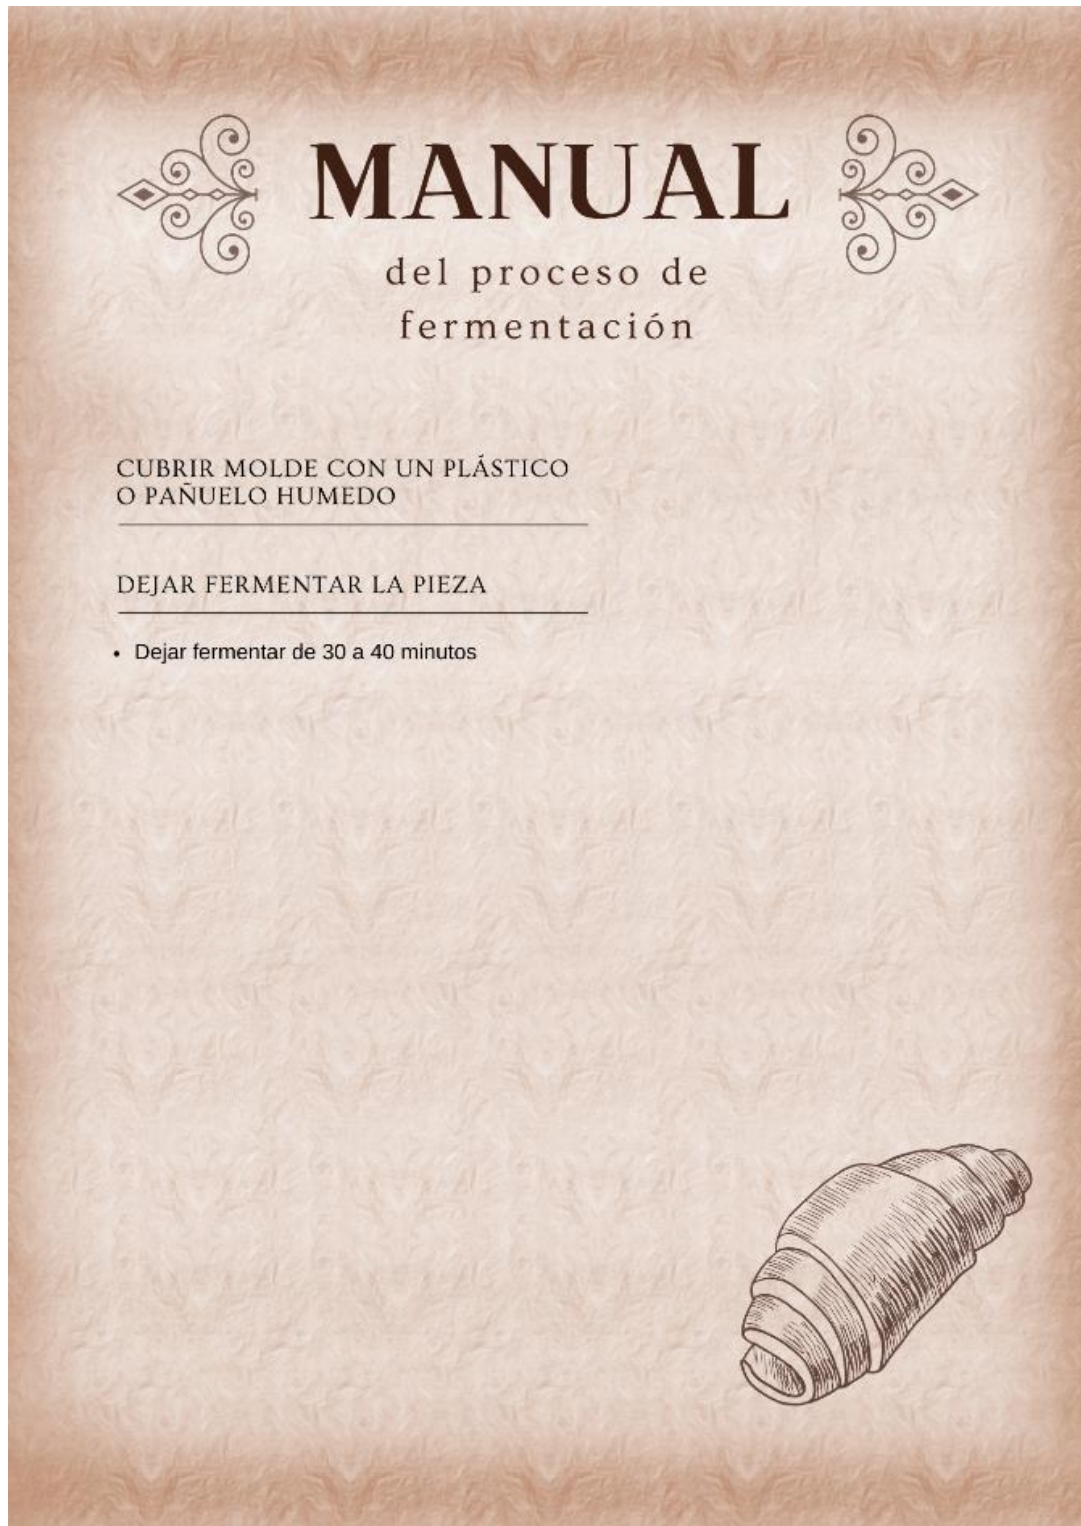 MANUAL
del proceso de
fermentación
CUBRIR MOLDE CON UN PLÁSTICO
O PAÑUELO HUMEDO
DEJAR FERMENTAR LA PIEZA
• Dejar fermentar de 30 a 40 minutos